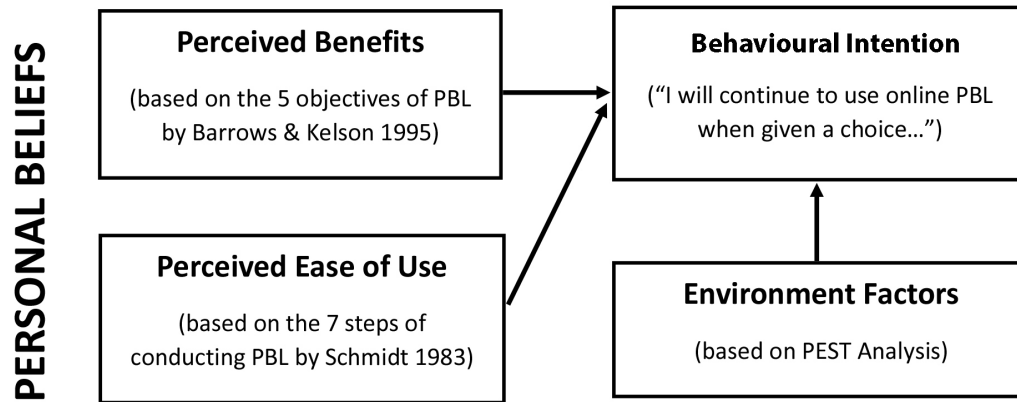 PERSONAL BELIEFS
Perceived Benefits
(based on the 5 objectives of PBL
by Barrows & Kelson 1995)
Behavioural Intention
(“I will continue to use online PBL
when given a choice…”)
Perceived Ease of Use
(based on the 7 steps of
conducting PBL by Schmidt 1983)
Environment Factors
(based on PEST Analysis)